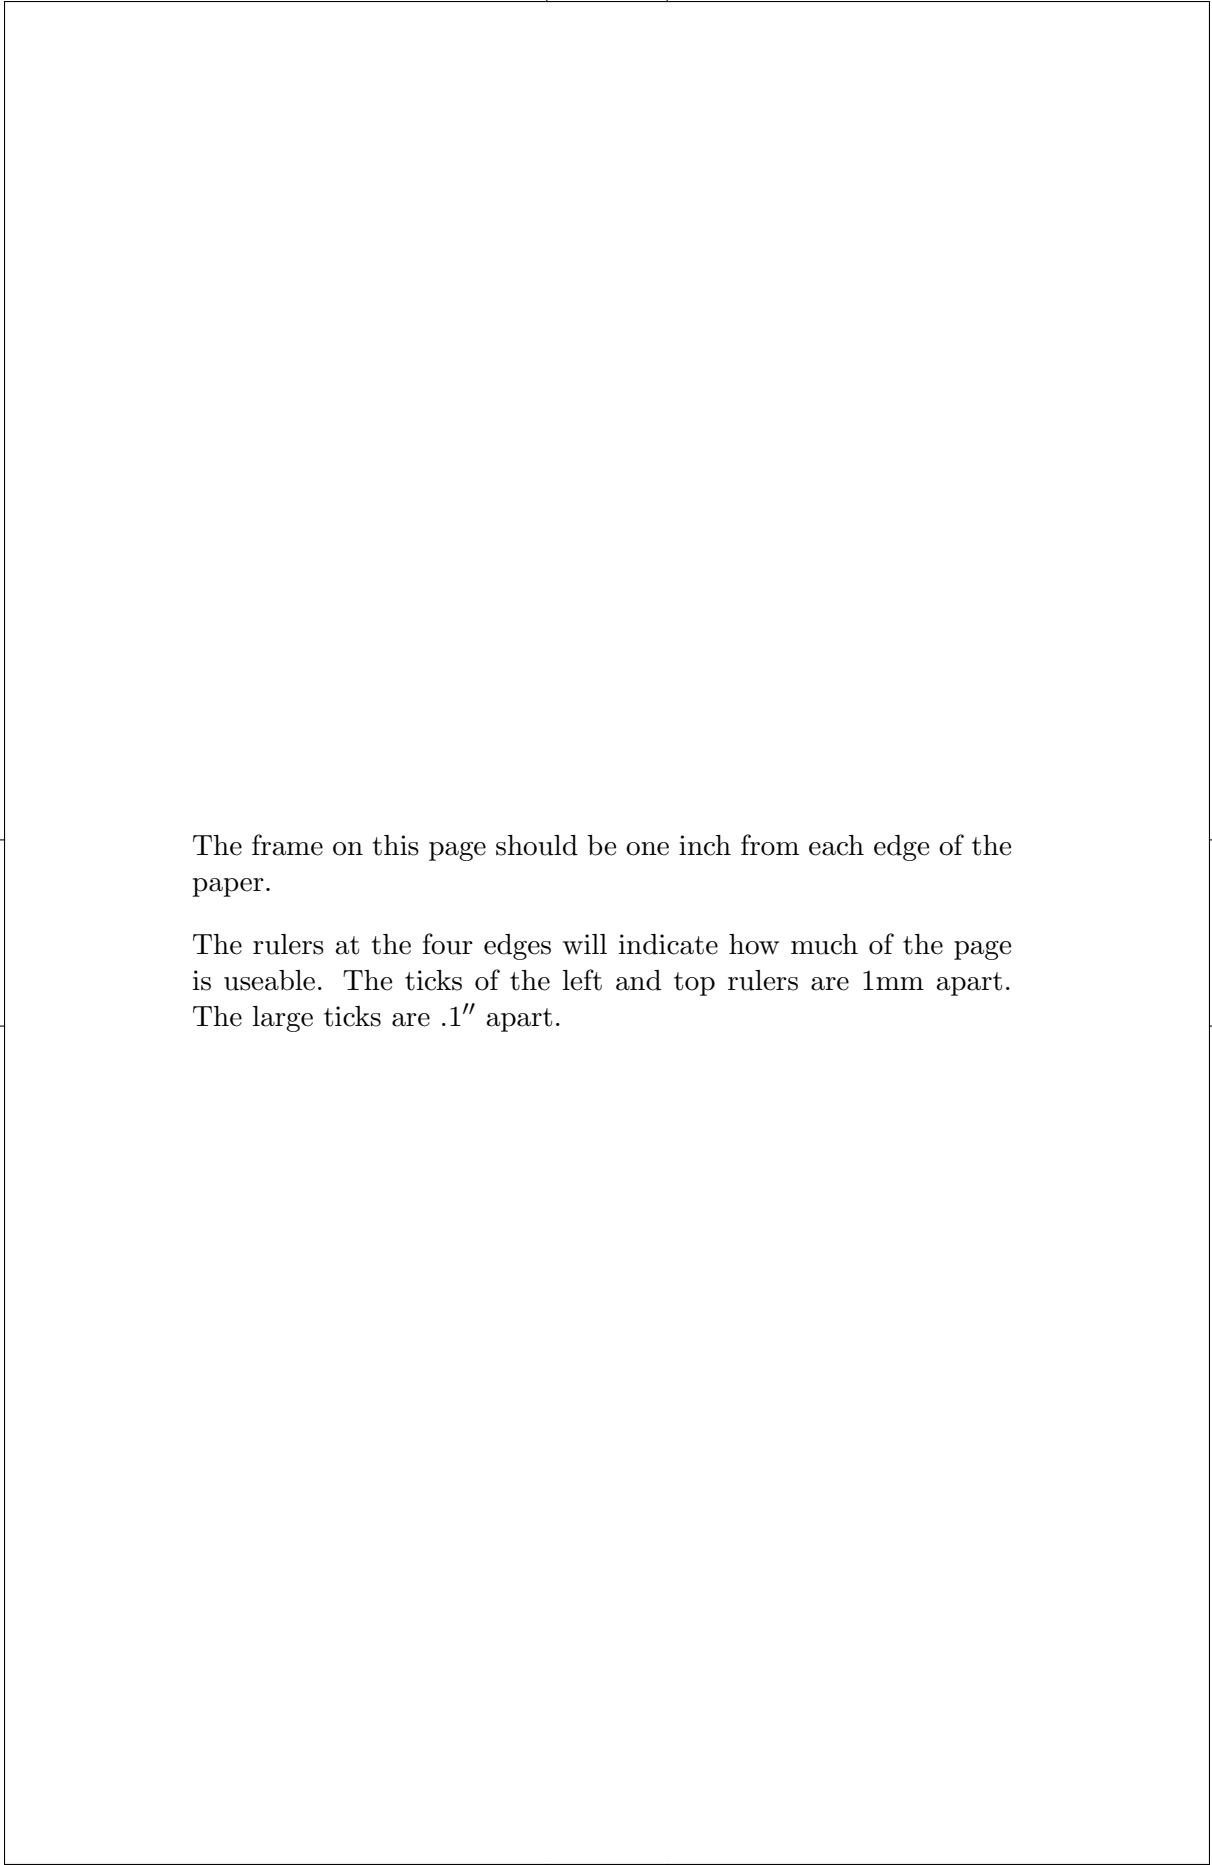 The frame on this page should be one inch from each edge of the
paper.
The rulers at the four edges will indicate how much of the page
is useable. The ticks of the left and top rulers are 1mm apart.
The large ticks are .1″ apart.